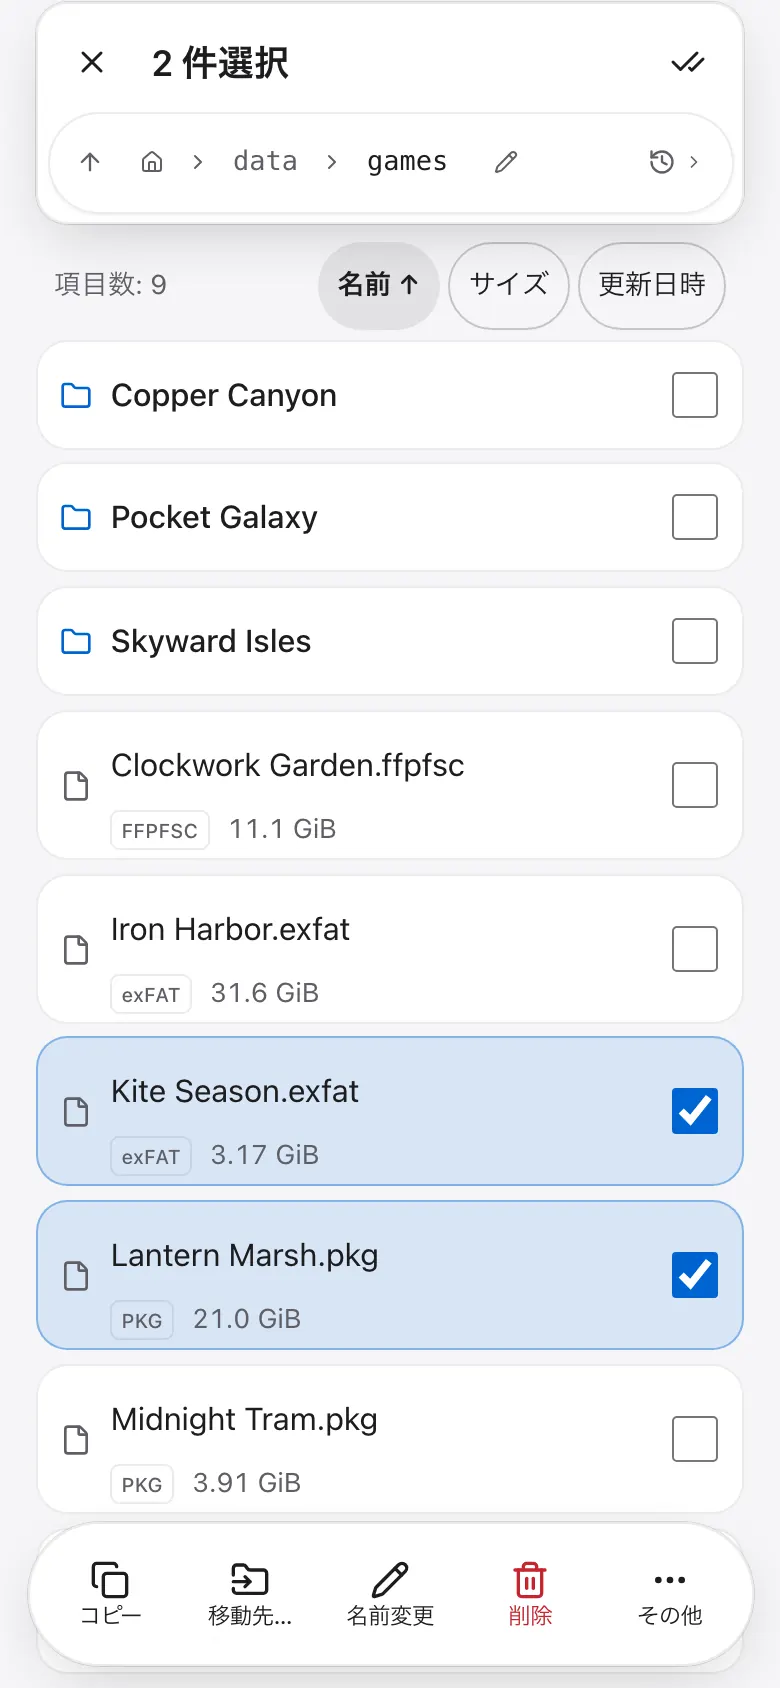 2 件選択
data games
項目数: 9 名前 ↑ サイズ 更新日時
Copper Canyon
Pocket Galaxy
Skyward Isles
Clockwork Garden.ffpfsc
FFPFSC 11.1 GiB
Iron Harbor.exfat
exFAT 31.6 GiB
Kite Season.exfat
exFAT 3.17 GiB
Lantern Marsh.pkg
PKG 21.0 GiB
Midnight Tram.pkg
PKG 3.91 GiB
コピー 移動先... 名前変更 削除 その他